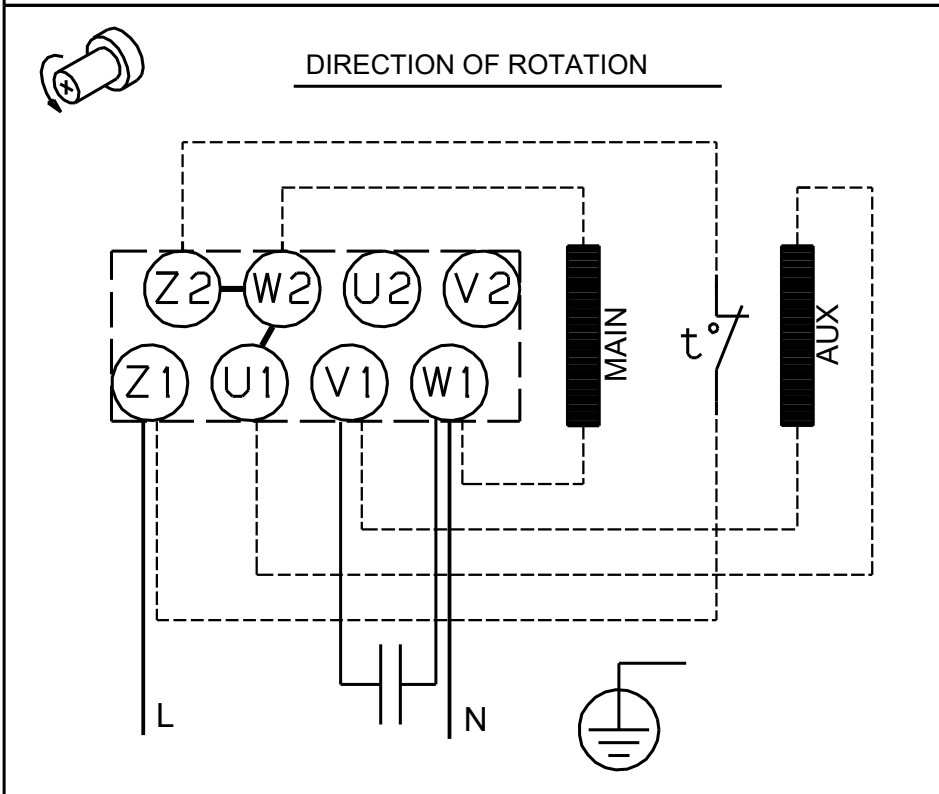 DIRECTION OF ROTATION
Z2 W2 U2 V2
Z1 U1 V1 W1
MAIN
t°
AUX
L
N